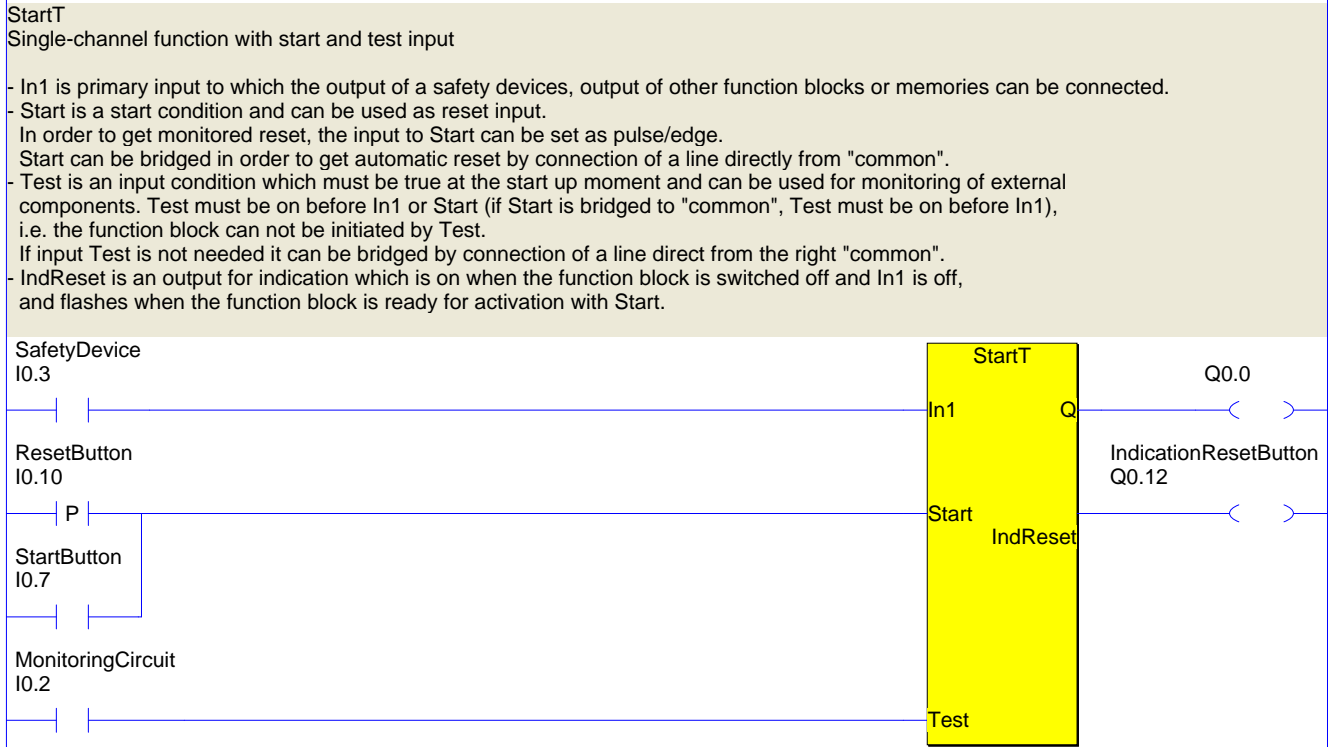 StartT
Single-channel function with start and test input
- In1 is primary input to which the output of a safety devices, output of other function blocks or memories can be connected.
- Start is a start condition and can be used as reset input.
In order to get monitored reset, the input to Start can be set as pulse/edge.
Start can be bridged in order to get automatic reset by connection of a line directly from "common".
- Test is an input condition which must be true at the start up moment and can be used for monitoring of external
components. Test must be on before In1 or Start (if Start is bridged to "common", Test must be on before In1),
i.e. the function block can not be initiated by Test.
If input Test is not needed it can be bridged by connection of a line direct from the right "common".
- IndReset is an output for indication which is on when the function block is switched off and In1 is off,
and flashes when the function block is ready for activation with Start.
SafetyDevice
I0.3
StartT
Q0.0
In1 Q
ResetButton
I0.10
IndicationResetButton
Q0.12
P
Start
IndReset
StartButton
I0.7
MonitoringCircuit
I0.2
Test